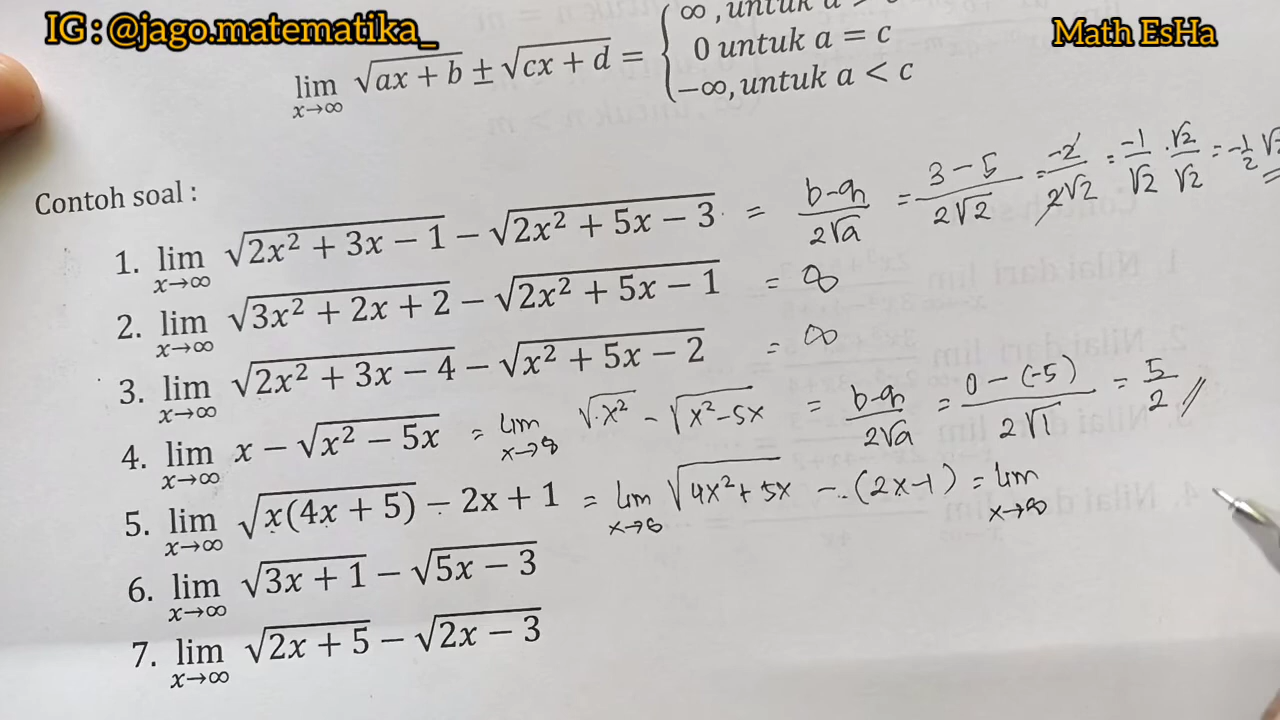 IG : @jago.matematika_
Math EsHa
lim x→∞ √(ax + b) ± √(cx + d) = { ∞ , untuk a >
0 untuk a = c
−∞, untuk a < c
Contoh soal :
1. lim x→∞ √(2x² + 3x − 1) − √(2x² + 5x − 3) = (b−q)/(2√a) = (3−5)/(2√2) = −2/(2√2) = −1/√2 · √2/√2 = −1/2 √2
2. lim x→∞ √(3x² + 2x + 2) − √(2x² + 5x − 1) = ∞
3. lim x→∞ √(2x² + 3x − 4) − √(x² + 5x − 2) = ∞
4. lim x→∞ x − √(x² − 5x) = lim x→∞ √(x²) − √(x²−5x) = (b−q)/(2√a) = (0−(−5))/(2√1) = 5/2
5. lim x→∞ √(x(4x + 5)) − 2x + 1 = lim x→∞ √(4x²+5x) − (2x−1) = lim x→∞
6. lim x→∞ √(3x + 1) − √(5x − 3)
7. lim x→∞ √(2x + 5) − √(2x − 3)